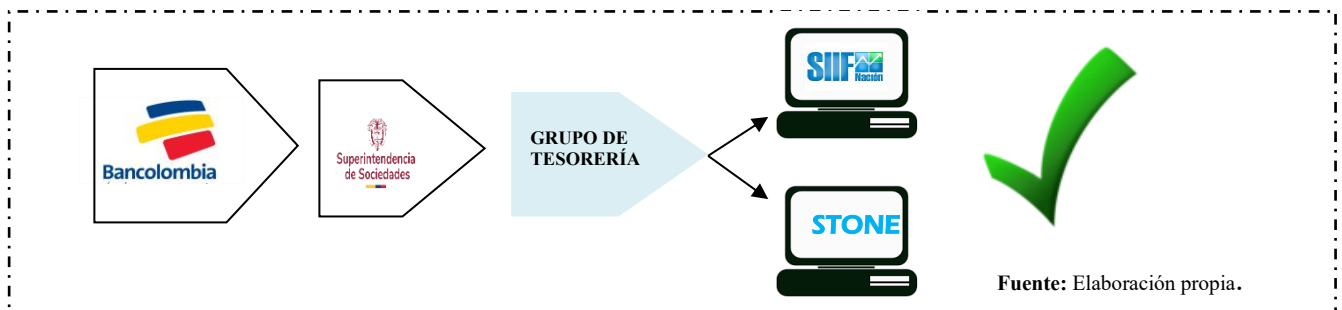 Bancolombia
Superintendencia
de Sociedades
GRUPO DE
TESORERÍA
SIIF
Nación
STONE
Fuente: Elaboración propia.